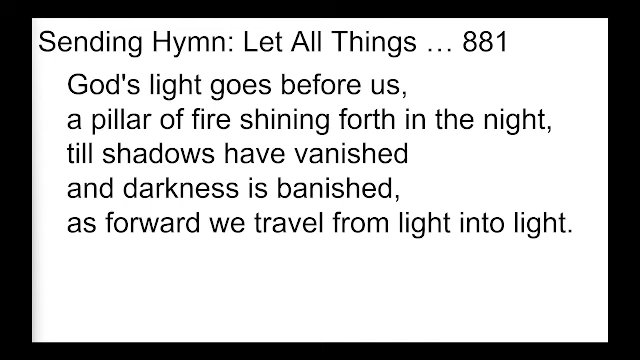 Sending Hymn: Let All Things … 881
God's light goes before us,
a pillar of fire shining forth in the night,
till shadows have vanished
and darkness is banished,
as forward we travel from light into light.